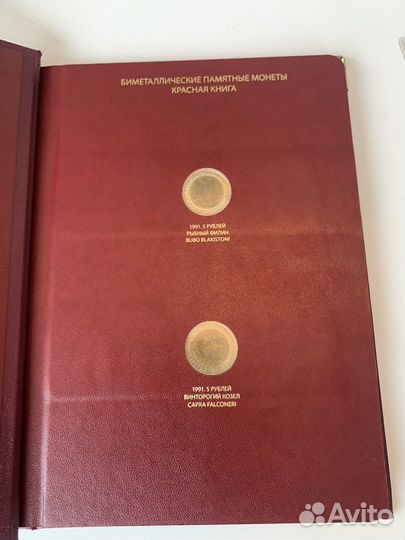 БИМЕТАЛЛИЧЕСКИЕ ПАМЯТНЫЕ МОНЕТЫ
КРАСНАЯ КНИГА
1991. 5 РУБЛЕЙ
РЫБНЫЙ ФИЛИН
BUBO BLAKISTONI
1991. 5 РУБЛЕЙ
ВИНТОРОГИЙ КОЗЕЛ
CAPRA FALCONERI
Avito